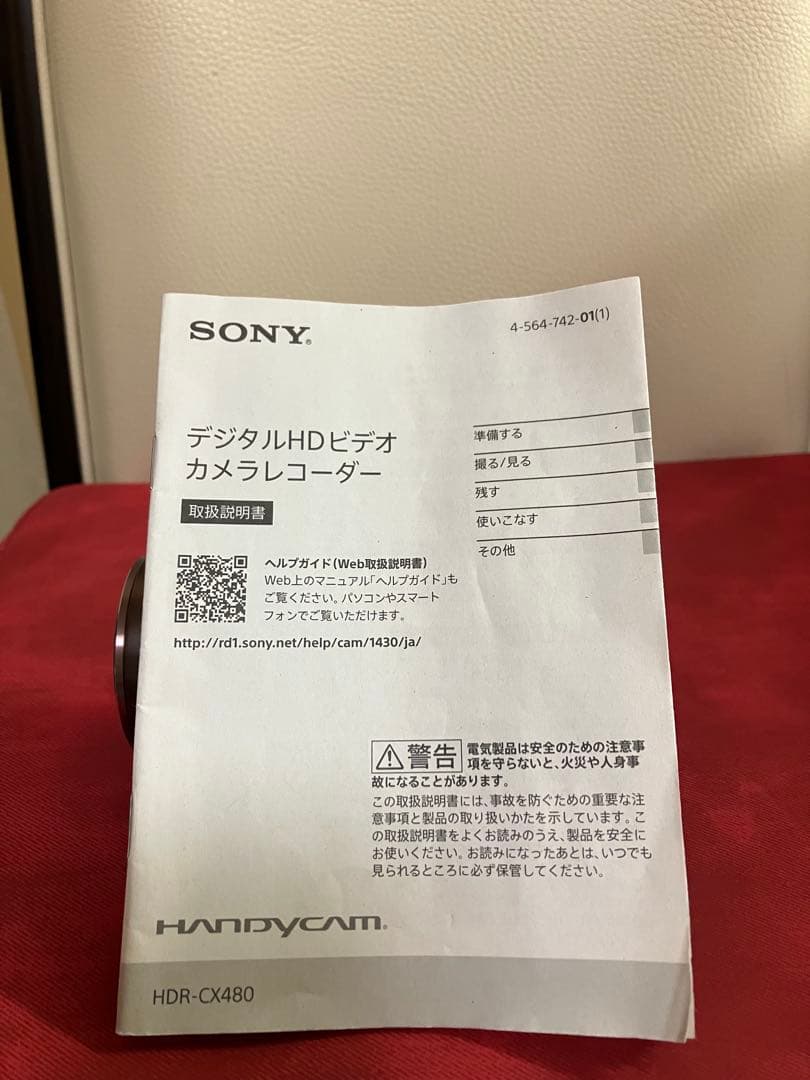 SONY®
4-564-742-01(1)
デジタルHDビデオ
カメラレコーダー
取扱説明書
準備する
撮る/見る
残す
使いこなす
その他
ヘルプガイド(Web取扱説明書)
Web上のマニュアル「ヘルプガイド」も
ご覧ください。パソコンやスマート
フォンでご覧いただけます。
http://rd1.sony.net/help/cam/1430/ja/
警告 電気製品は安全のための注意事
項を守らないと、火災や人身事
故になることがあります。
この取扱説明書には、事故を防ぐための重要な注
意事項と製品の取り扱いかたを示しています。こ
の取扱説明書をよくお読みのうえ、製品を安全に
お使いください。お読みになったあとは、いつでも
見られるところに必ず保管してください。
HANDYCAM®
HDR-CX480